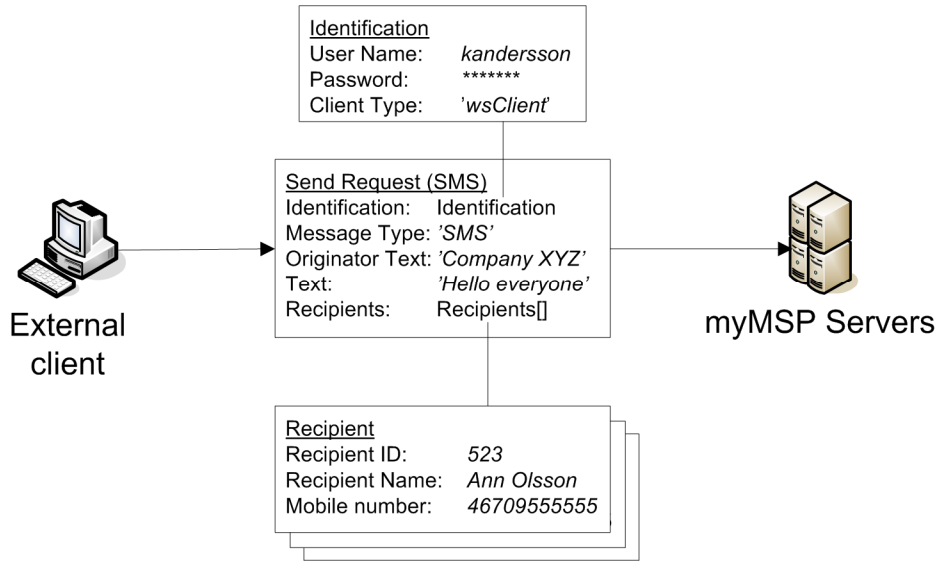 Identification
User Name: kandersson
Password: *******
Client Type: 'wsClient'
Send Request (SMS)
Identification: Identification
Message Type: 'SMS'
Originator Text: 'Company XYZ'
Text: 'Hello everyone'
Recipients: Recipients[]
External
client
myMSP Servers
Recipient
Recipient ID: 523
Recipient Name: Ann Olsson
Mobile number: 46709555555